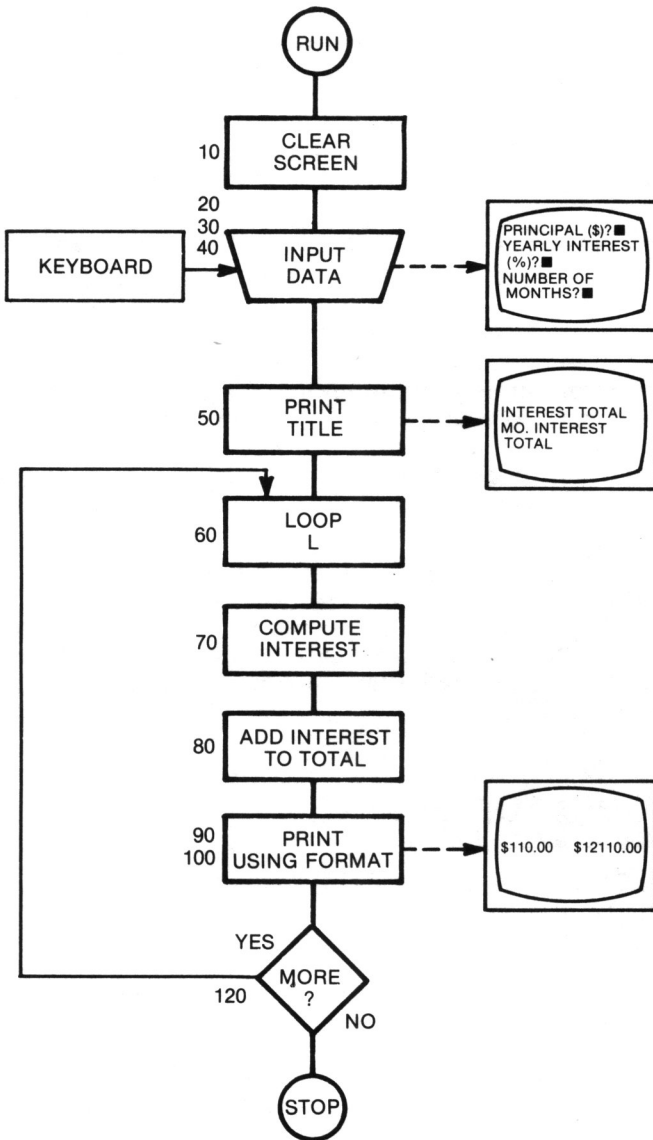 RUN
10
CLEAR
SCREEN
20
30
40
KEYBOARD
INPUT
DATA
PRINCIPAL ($)?■
YEARLY INTEREST
(%)?■
NUMBER OF
MONTHS?■
50
PRINT
TITLE
INTEREST TOTAL
MO. INTEREST
TOTAL
60
LOOP
L
70
COMPUTE
INTEREST
80
ADD INTEREST
TO TOTAL
90
100
PRINT
USING FORMAT
$110.00 $12110.00
YES
120
MORE
?
NO
STOP